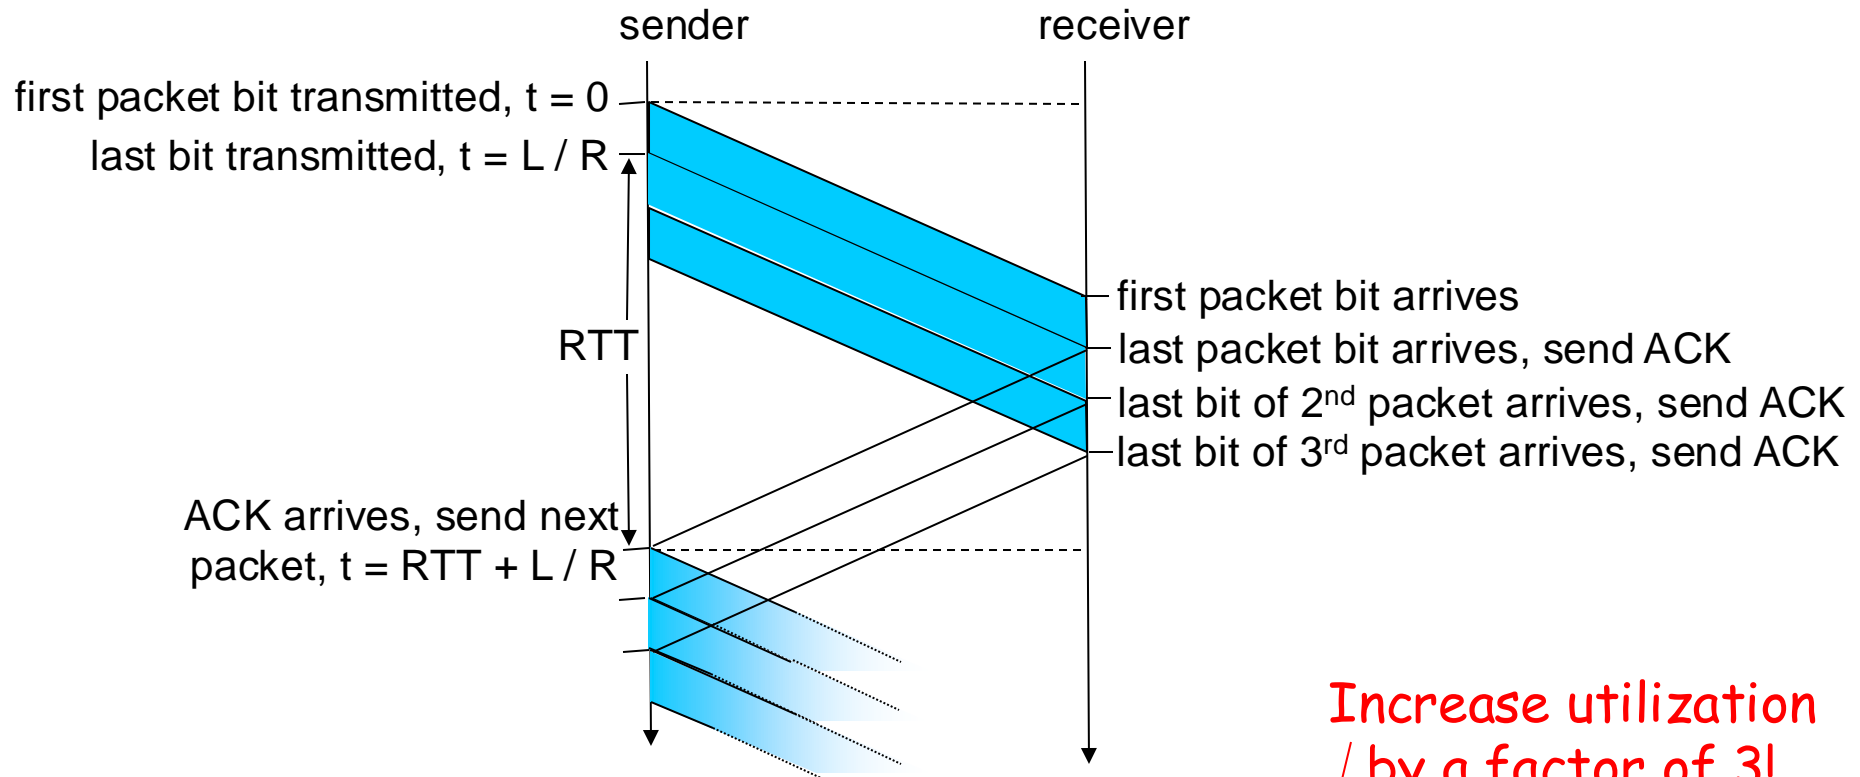 sender
receiver
first packet bit transmitted, t = 0
last bit transmitted, t = L / R
RTT
first packet bit arrives
last packet bit arrives, send ACK
last bit of 2nd packet arrives, send ACK
last bit of 3rd packet arrives, send ACK
ACK arrives, send next
packet, t = RTT + L / R
Increase utilization
by a factor of 3!